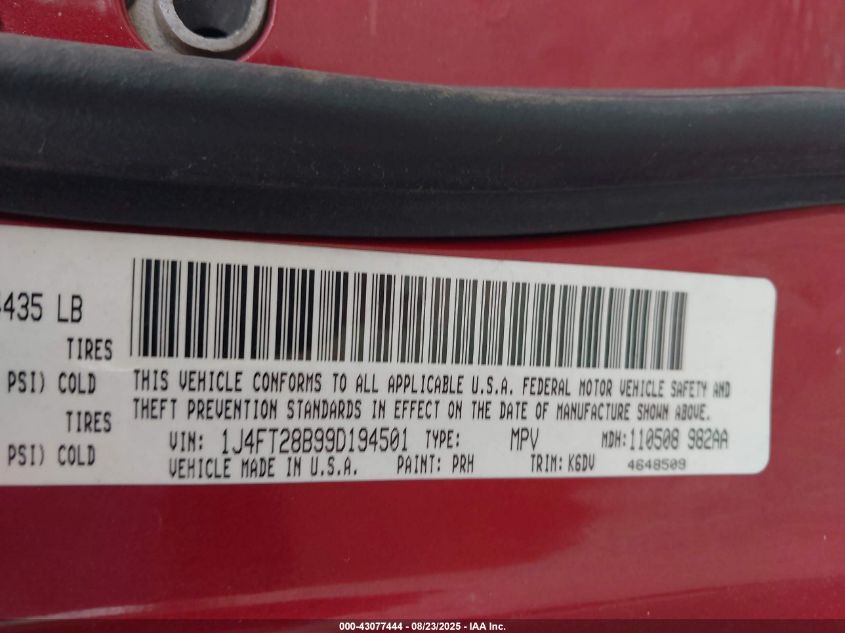 435 LB
TIRES
PSI) COLD
TIRES
PSI) COLD
THIS VEHICLE CONFORMS TO ALL APPLICABLE U.S.A. FEDERAL MOTOR VEHICLE SAFETY AND
THEFT PREVENTION STANDARDS IN EFFECT ON THE DATE OF MANUFACTURE SHOWN ABOVE.
VIN: 1J4FT28B99D194501 TYPE: MPV MDH: 110508 982AA
VEHICLE MADE IN U.S.A. PAINT: PRH TRIM: K6DV 4648509
000-43077444 - 08/23/2025 - IAA Inc.